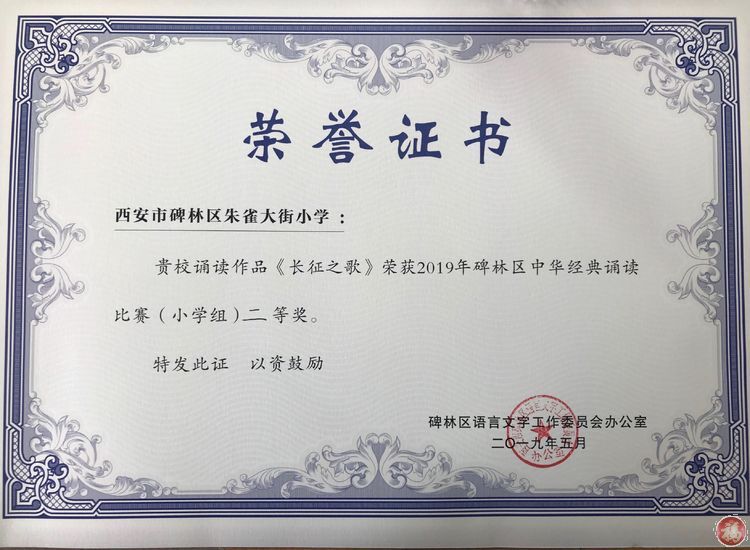 荣誉证书
西安市碑林区朱雀大街小学：
贵校诵读作品《长征之歌》荣获2019年碑林区中华经典诵读
比赛（小学组）二等奖。
特发此证 以资鼓励
碑林区语言文字工作委员会办公室
二〇一九年五月
办公室
福